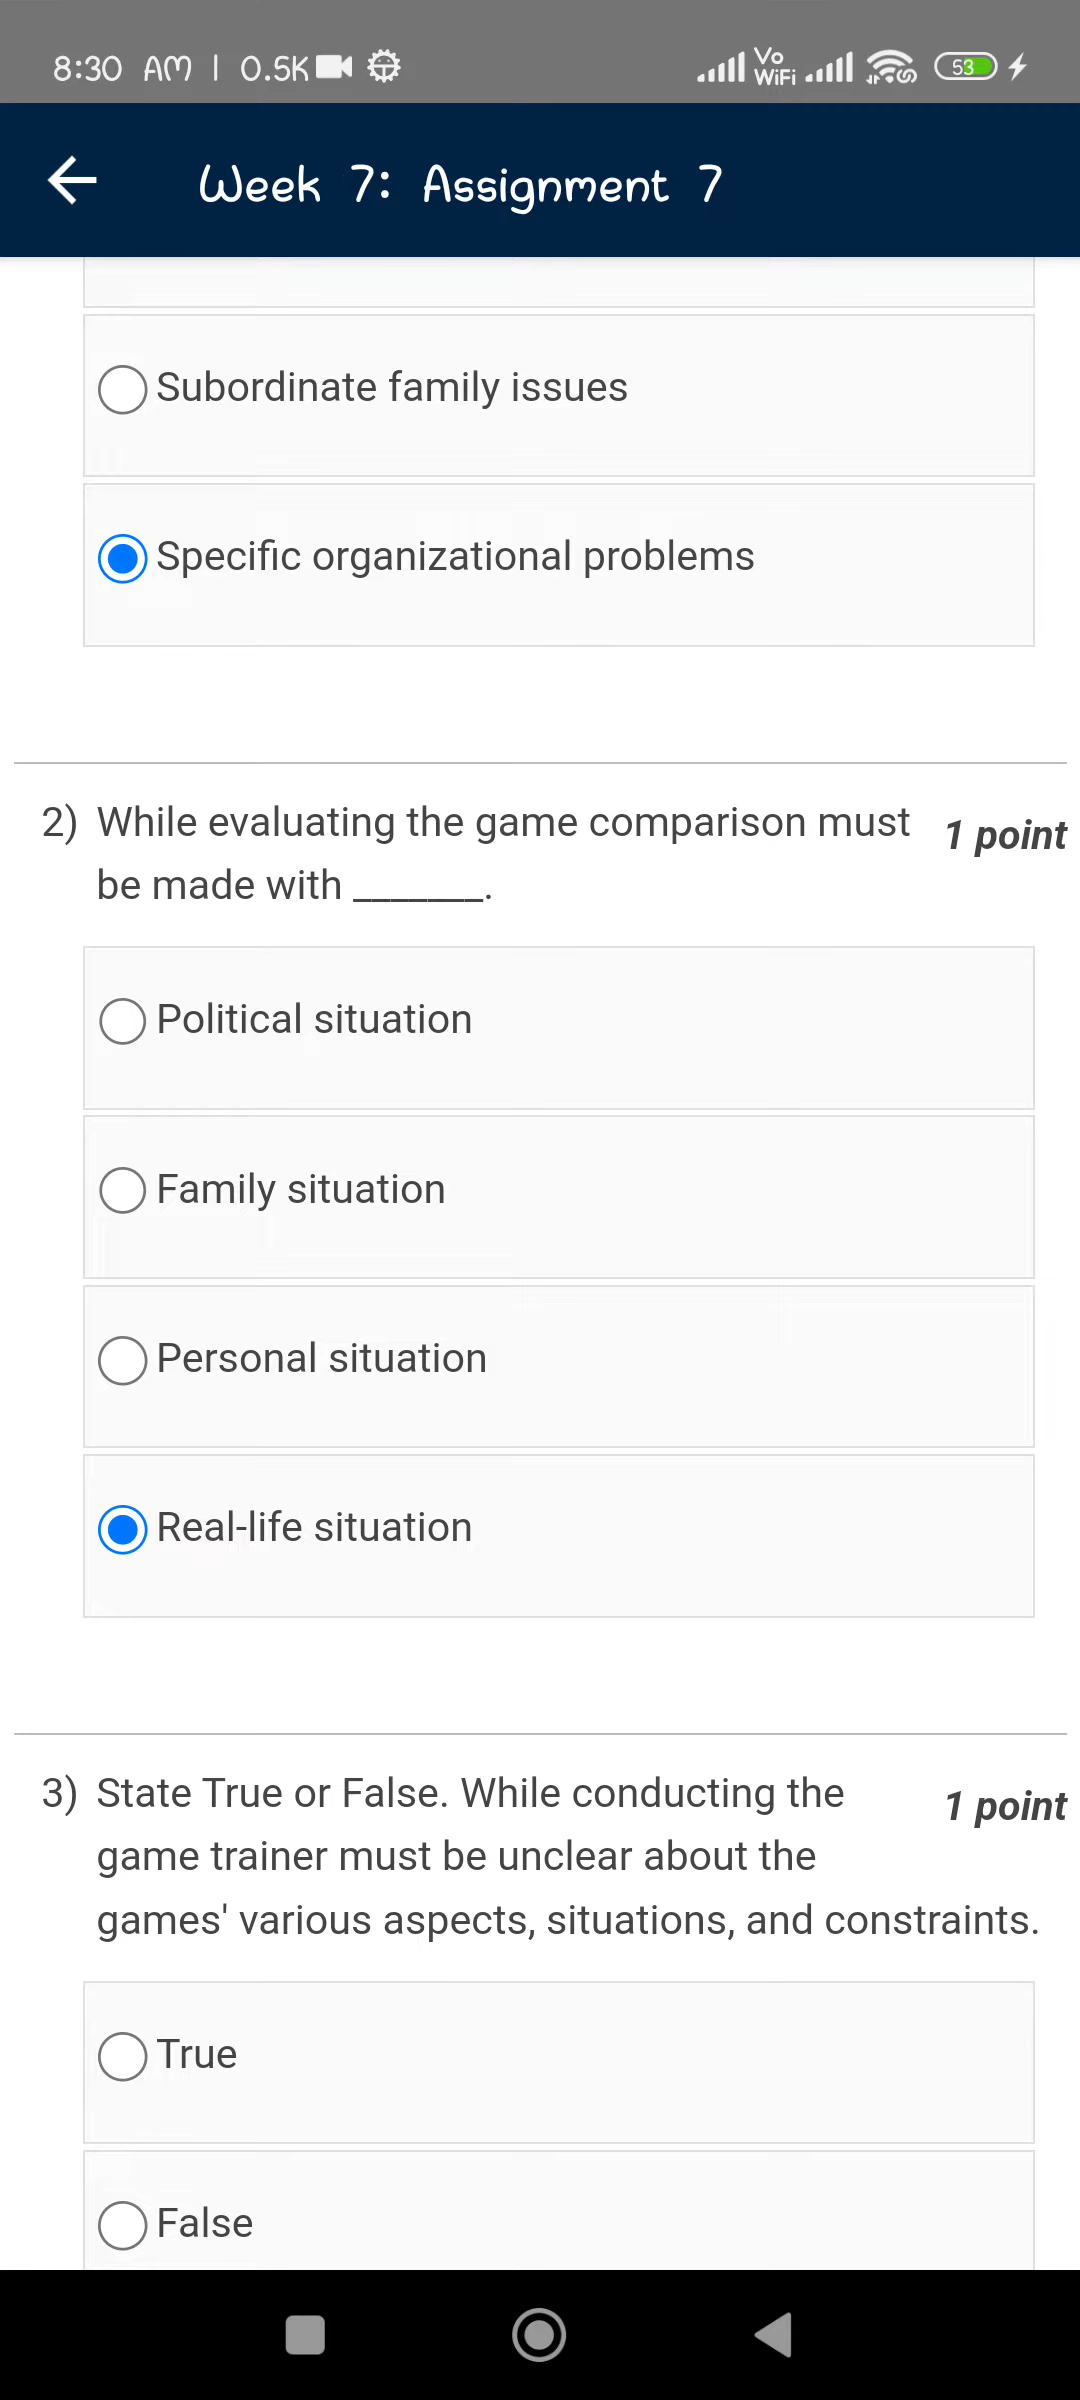 8:30 AM | 0.5K
Vo
WiFi
53
Week 7: Assignment 7
Subordinate family issues
Specific organizational problems
2) While evaluating the game comparison must 1 point
be made with _______.
Political situation
Family situation
Personal situation
Real-life situation
3) State True or False. While conducting the 1 point
game trainer must be unclear about the
games' various aspects, situations, and constraints.
True
False